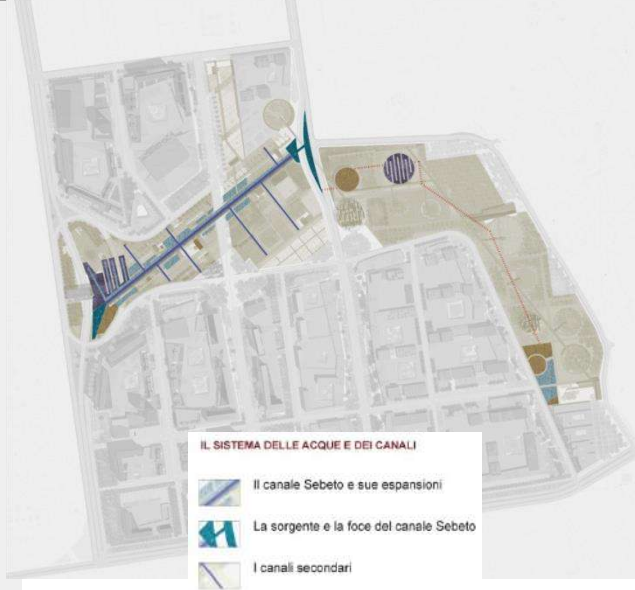 IL SISTEMA DELLE ACQUE E DEI CANALI
Il canale Sebeto e sue espansioni
La sorgente e la foce del canale Sebeto
I canali secondari